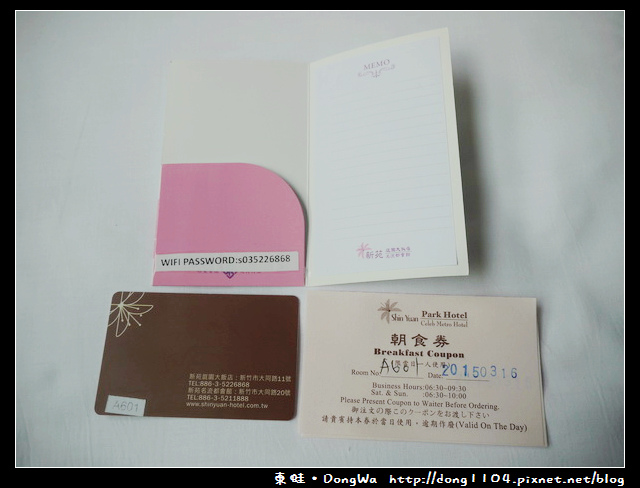 MEMO
新苑
WIFI PASSWORD:s035226868
新苑庭園大飯店：新竹市大同路11號
TEL:886-3-5226868
新苑名流都會館：新竹市大同路20號
TEL:886-3-5211888
www.shinyuan-hotel.com.tw
A601
Shin Yuan Park Hotel
Celeb Metro Hotel
朝食券
Breakfast Coupon
Room No. A601 Date 20150316
Business Hours:06:30~09:30
Sat. & Sun. :06:30~10:00
Please Present Coupon to Waiter Before Ordering.
御注文の際このクーポンをお渡し下さい
請貴賓持本券於當日使用，逾期作廢(Valid On The Day)
東旺·DongWa http://dong1104.pixnet.net/blog